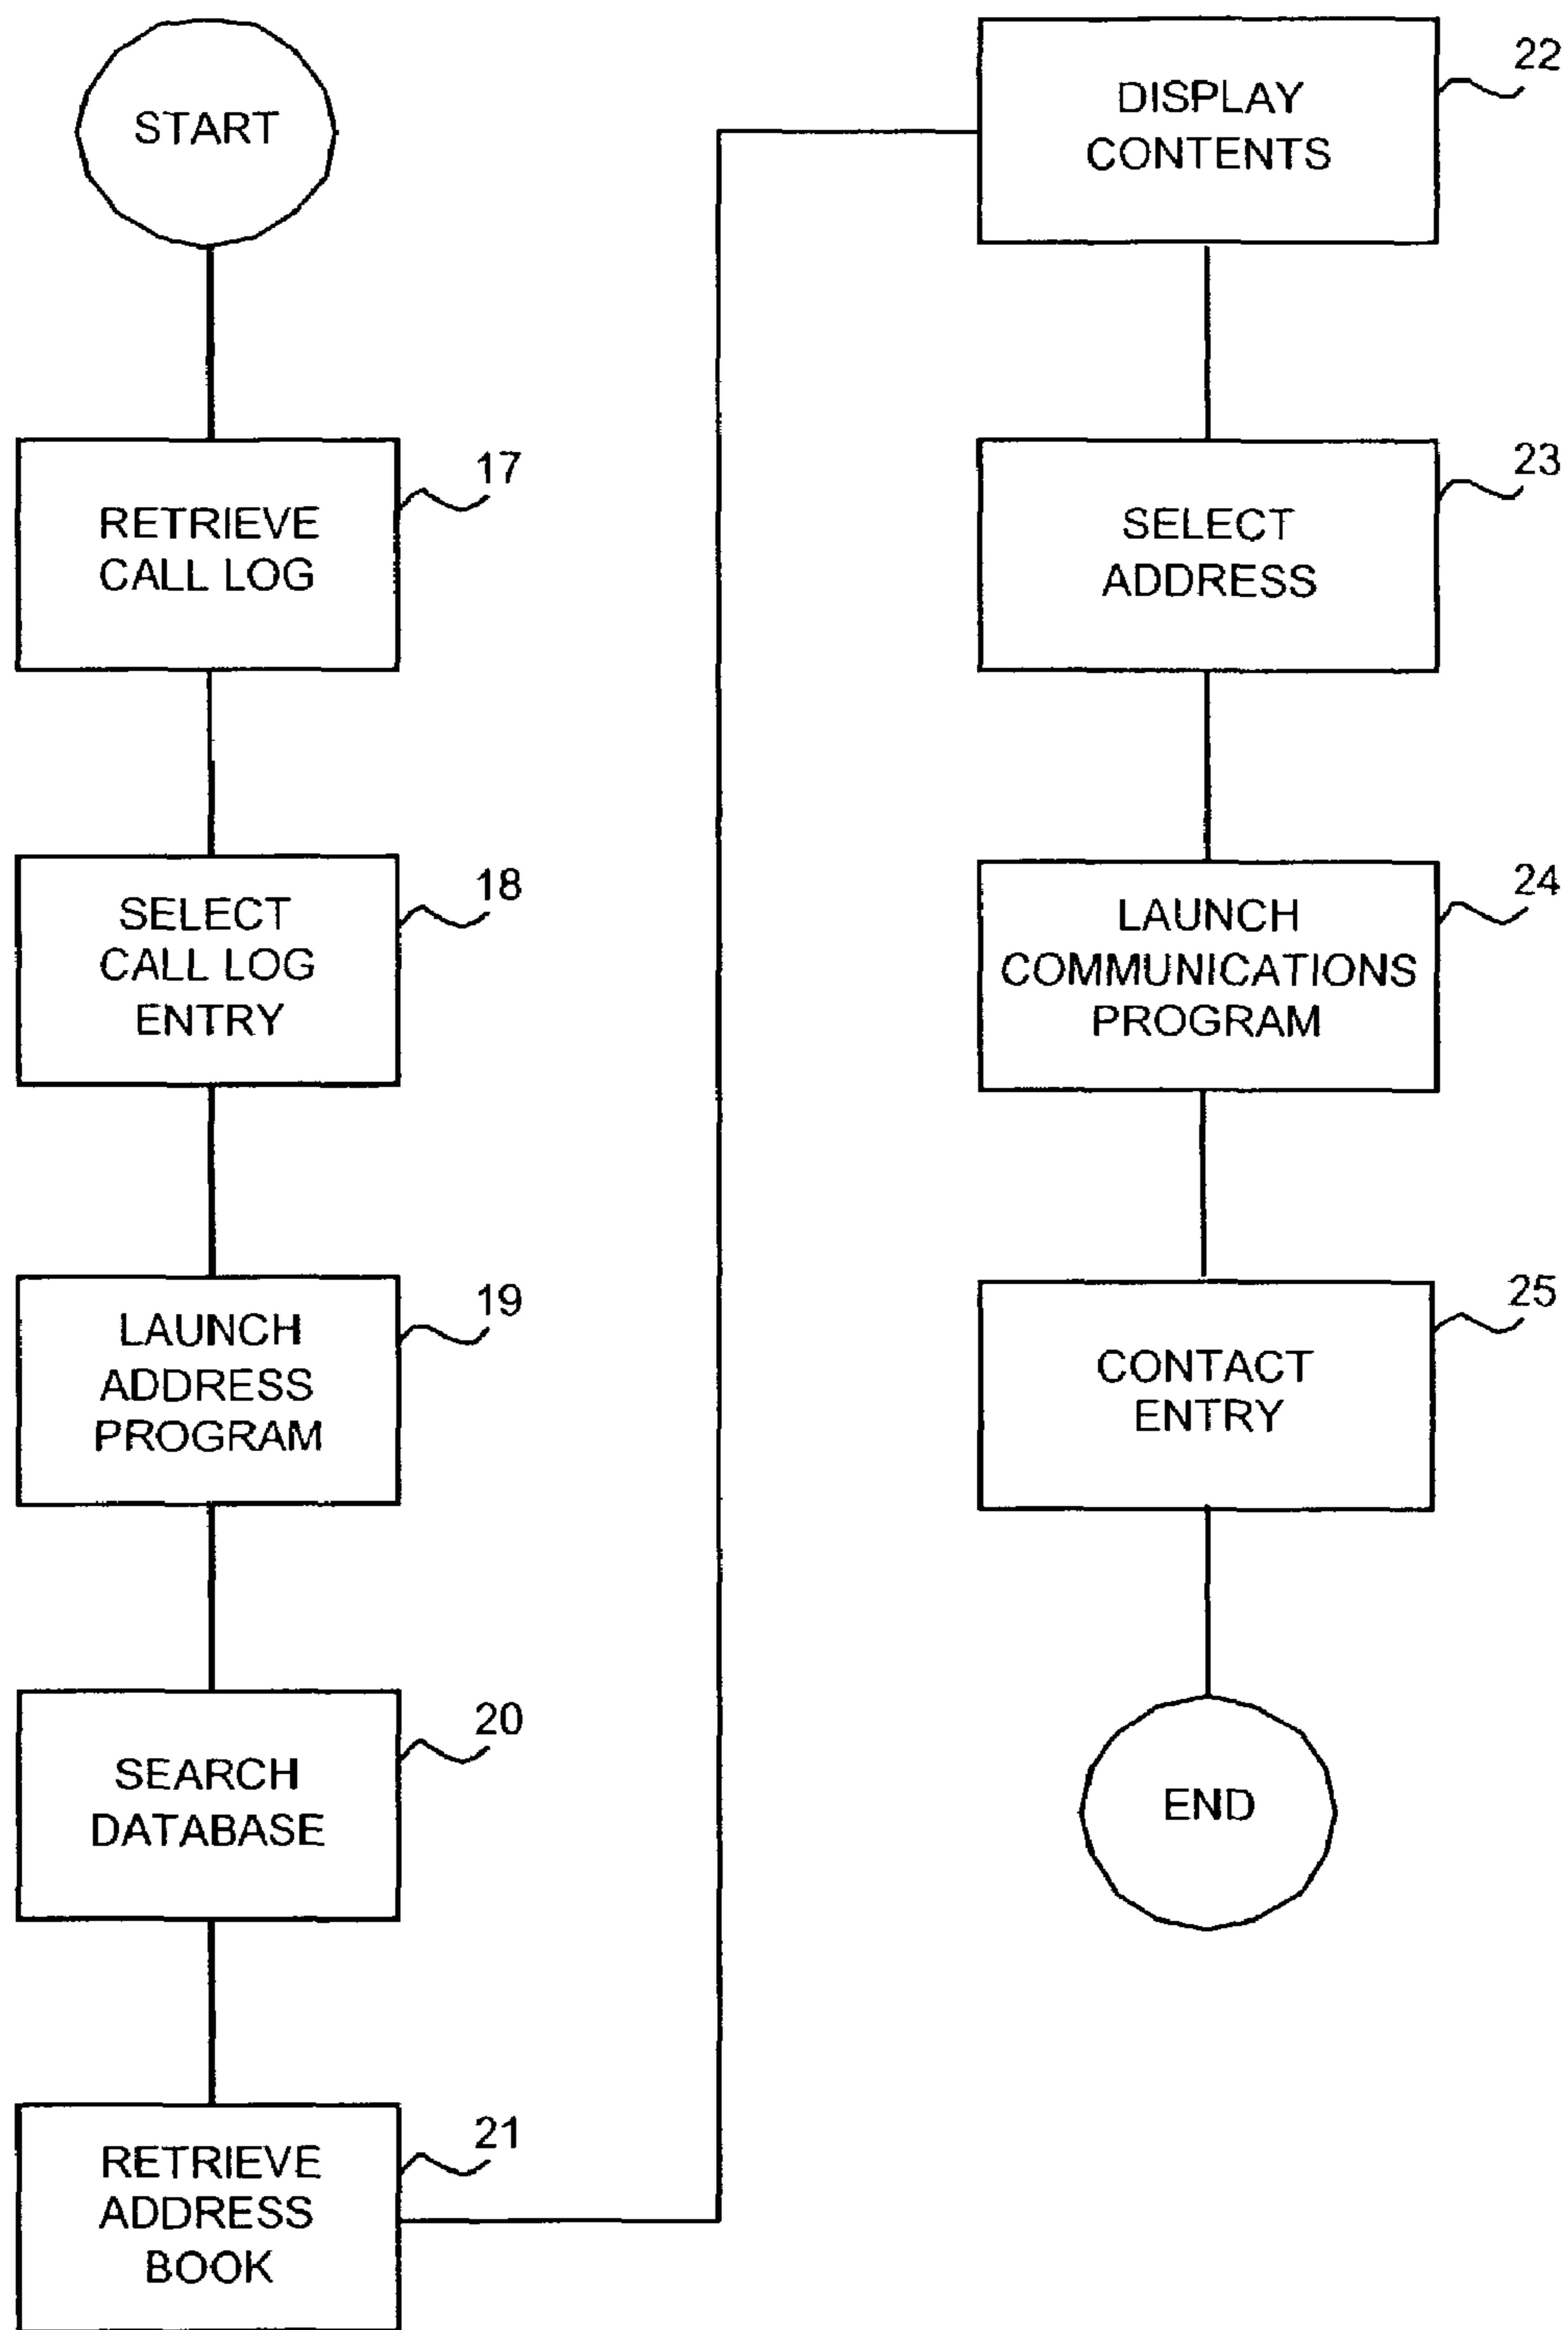 START
17
RETRIEVE
CALL LOG
18
SELECT
CALL LOG
ENTRY
19
LAUNCH
ADDRESS
PROGRAM
20
SEARCH
DATABASE
21
RETRIEVE
ADDRESS
BOOK
22
DISPLAY
CONTENTS
23
SELECT
ADDRESS
24
LAUNCH
COMMUNICATIONS
PROGRAM
25
CONTACT
ENTRY
END